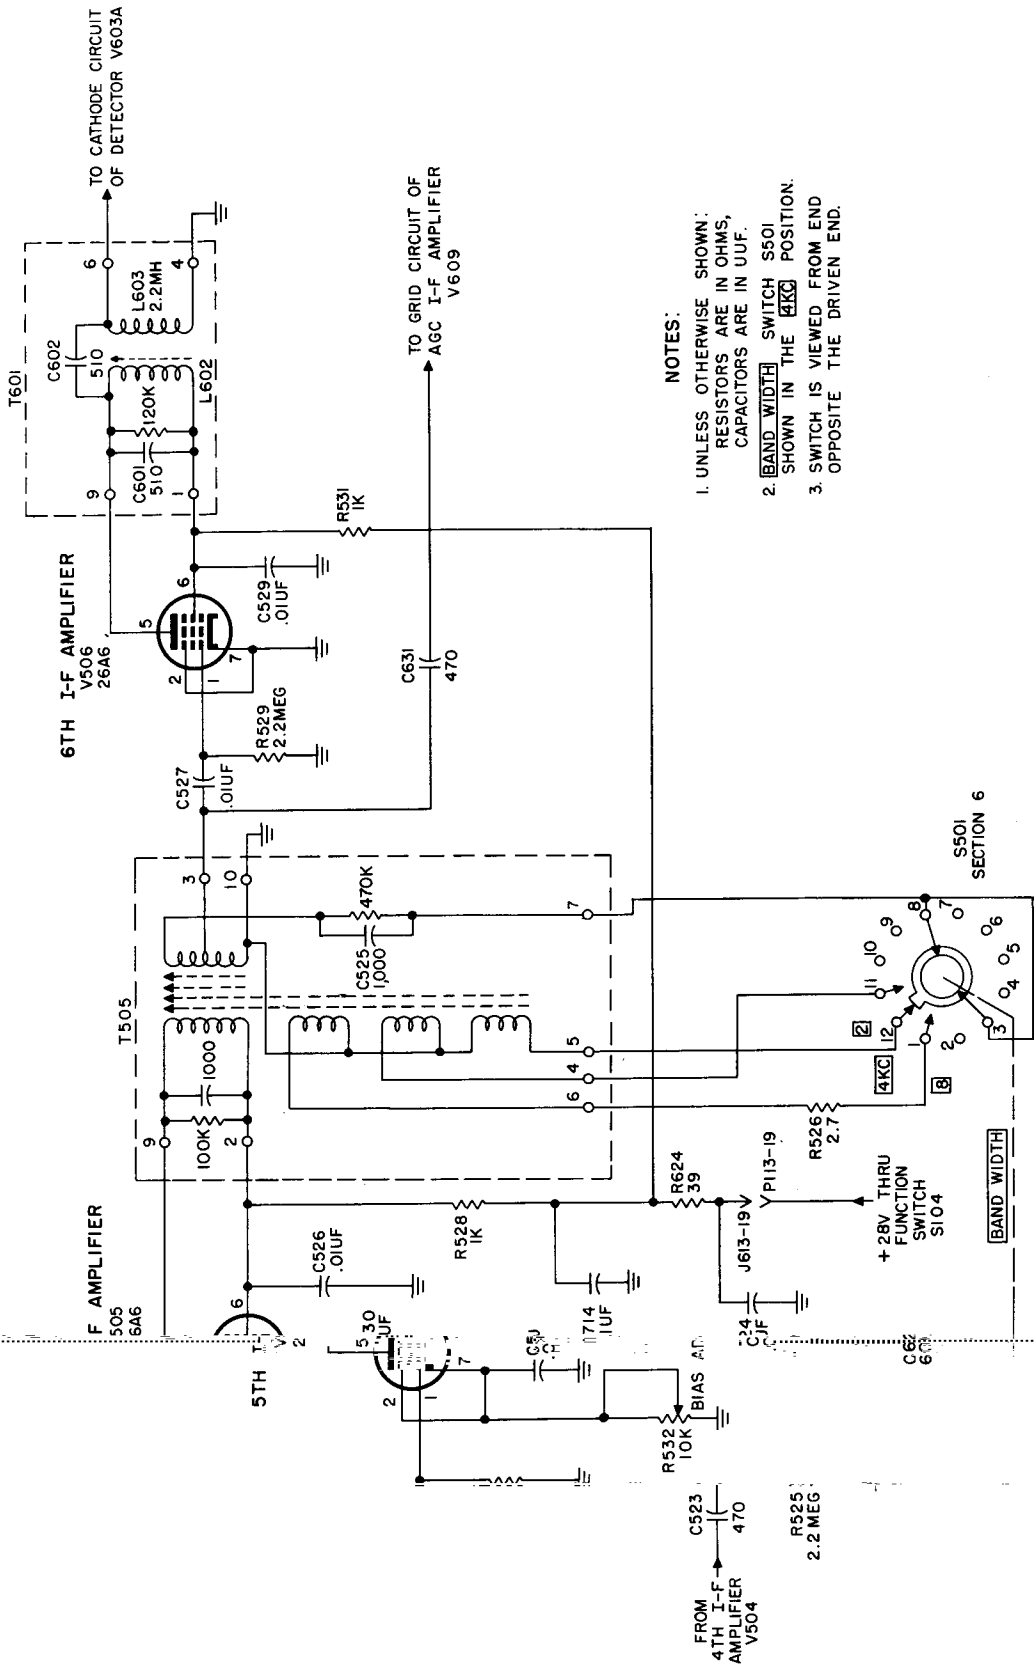 TO CATHODE CIRCUIT
OF DETECTOR V603A
T601
C602
510
6
4
L603
2.2MH
L602
120K
C601
510
9
1
6TH I-F AMPLIFIER
V506
26A6
5
6
2
1
7
C529
.01UF
R531
1K
R529
2.2MEG
C527
.01UF
C631
470
TO GRID CIRCUIT OF
AGC I-F AMPLIFIER
V609
NOTES:
1. UNLESS OTHERWISE SHOWN:
RESISTORS ARE IN OHMS,
CAPACITORS ARE IN UUF.
2. BAND WIDTH SWITCH S501
SHOWN IN THE 4KC POSITION.
3. SWITCH IS VIEWED FROM END
OPPOSITE THE DRIVEN END.
T505
3
10
470K
C525
1,000
7
1000
100K
9
2
5
4
6
S501
SECTION 6
8
7
6
5
4
3
2
1
12
11
10
9
2
4KC
8
R526
2.7
BAND WIDTH
F AMPLIFIER
505
6A6
5TH
6
C526
.01UF
R528
1K
R624
39
J613-19
P113-19
+28V THRU
FUNCTION
SWITCH
S104
714
1UF
24
2
30
UF
5
7
2
1
BIAS AD
R532
10K
C523
470
R525
2.2 MEG
FROM
4TH I-F
AMPLIFIER
V504